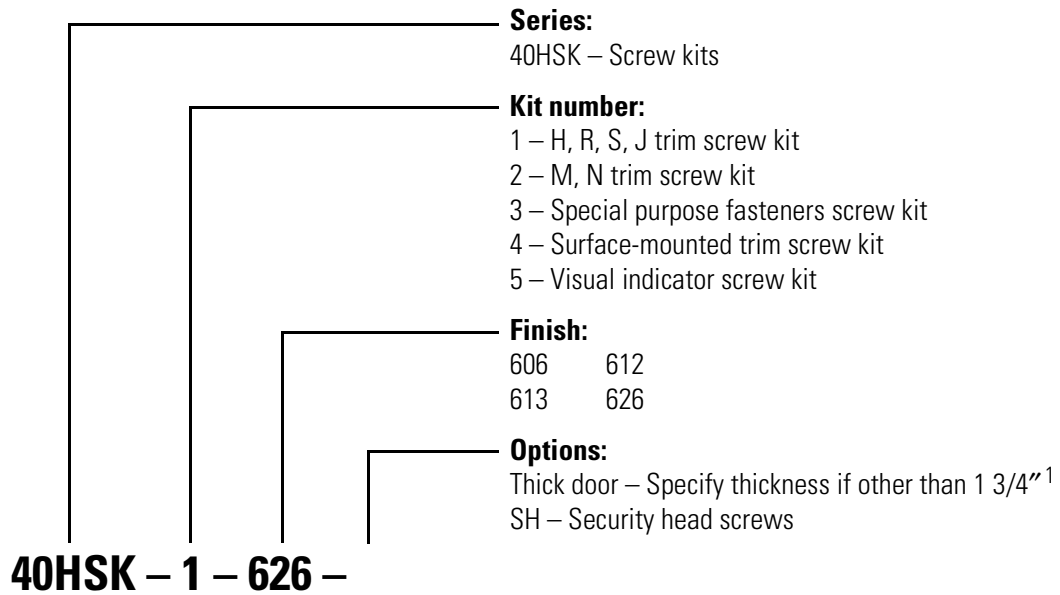 Series:
40HSK – Screw kits
Kit number:
1 – H, R, S, J trim screw kit
2 – M, N trim screw kit
3 – Special purpose fasteners screw kit
4 – Surface-mounted trim screw kit
5 – Visual indicator screw kit
Finish:
606 612
613 626
Options:
Thick door – Specify thickness if other than 1 3/4″ 1
SH – Security head screws
40HSK – 1 – 626 –